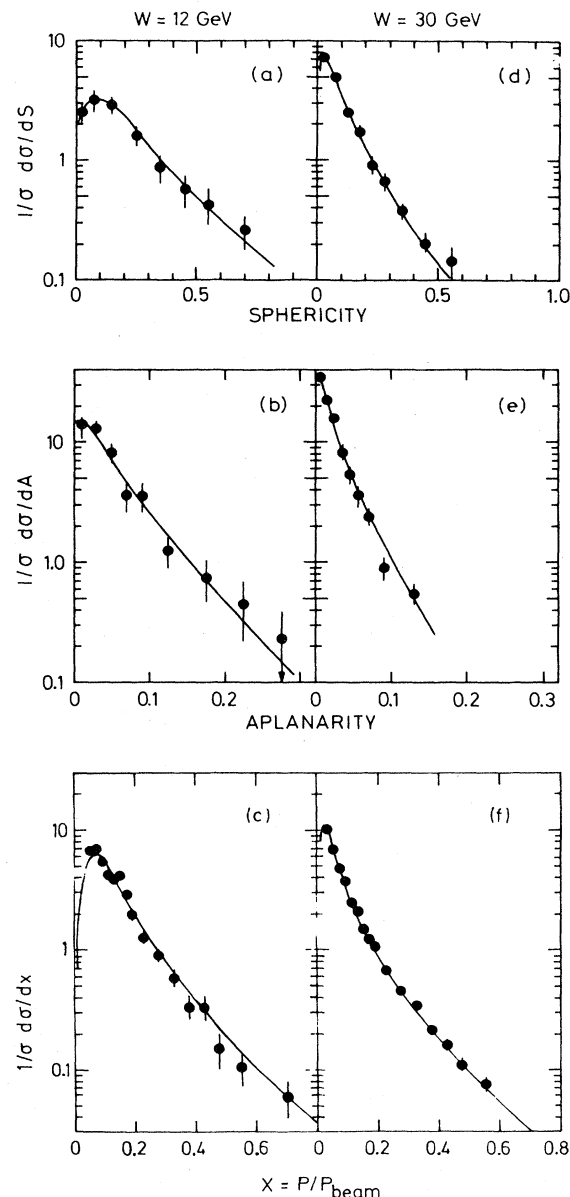 W = 12 GeV
W = 30 GeV
(a)
(d)
10
1
0.1
1/σ dσ/dS
0
0.5
0
0.5
1.0
SPHERICITY
(b)
(e)
10
1.0
0.1
1/σ dσ/dA
0
0.1
0.2
0
0.1
0.2
0.3
APLANARITY
(c)
(f)
10
1
0.1
1/σ dσ/dx
0
0.2
0.4
0.6
0
0.2
0.4
0.6
0.8
X = P/Pbeam